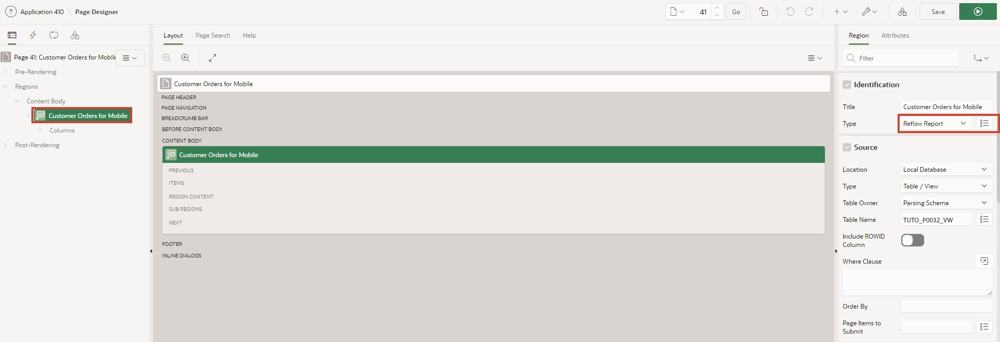 Application 410 \ Page Designer
41
Go
Save
Page 41: Customer Orders for Mobile
Pre-Rendering
Regions
Content Body
Customer Orders for Mobile
Columns
Post-Rendering
Layout Page Search Help
Customer Orders for Mobile
PAGE HEADER
PAGE NAVIGATION
BREADCRUMB BAR
BEFORE CONTENT BODY
CONTENT BODY
Customer Orders for Mobile
PREVIOUS
ITEMS
REGION CONTENT
SUB REGIONS
NEXT
FOOTER
INLINE DIALOGS
Region Attributes
Filter
Identification
Title Customer Orders for Mobile
Type Reflow Report
Source
Location Local Database
Type Table / View
Table Owner Parsing Schema
Table Name TUTO_P0032_VW
Include ROWID
Column
Where Clause
Order By
Page Items to
Submit